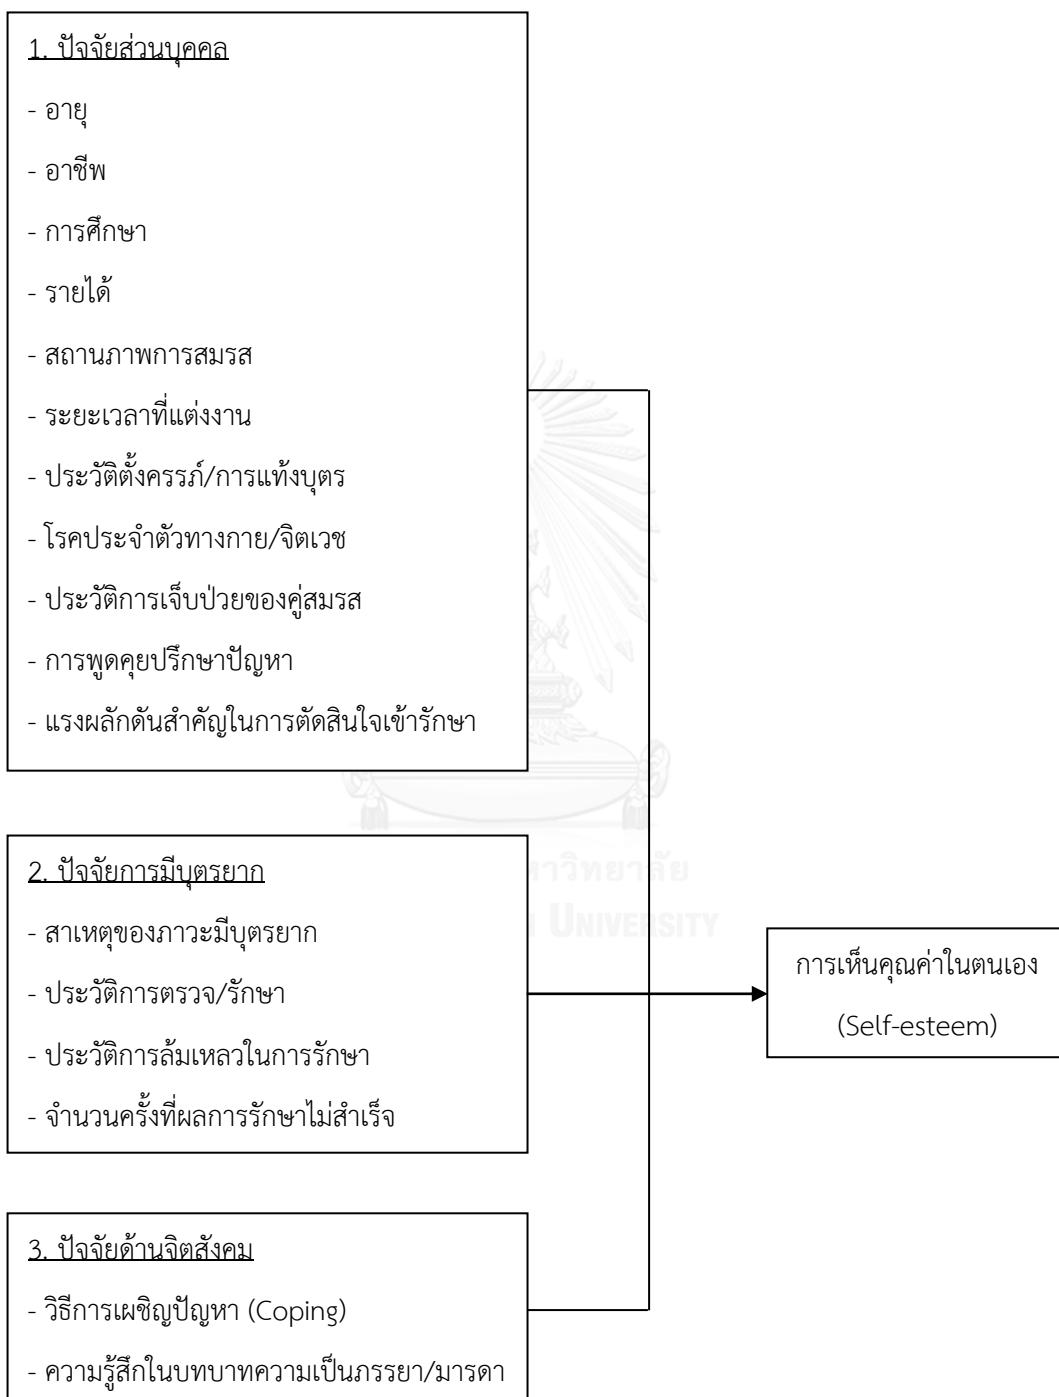 1. ปัจจัยส่วนบุคคล
- อายุ
- อาชีพ
- การศึกษา
- รายได้
- สถานภาพการสมรส
- ระยะเวลาที่แต่งงาน
- ประวัติตั้งครรภ์/การแท้งบุตร
- โรคประจำตัวทางกาย/จิตเวช
- ประวัติการเจ็บป่วยของคู่สมรส
- การพูดคุยปรึกษาปัญหา
- แรงผลักดันสำคัญในการตัดสินใจเข้ารักษา
2. ปัจจัยการมีบุตรยาก
- สาเหตุของภาวะมีบุตรยาก
- ประวัติการตรวจ/รักษา
- ประวัติการล้มเหลวในการรักษา
- จำนวนครั้งที่ผลการรักษาไม่สำเร็จ
UNIVERSITY
การเห็นคุณค่าในตนเอง
(Self-esteem)
3. ปัจจัยด้านจิตสังคม
- วิธีการเผชิญปัญหา (Coping)
- ความรู้สึกในบทบาทความเป็นภรรยา/มารดา